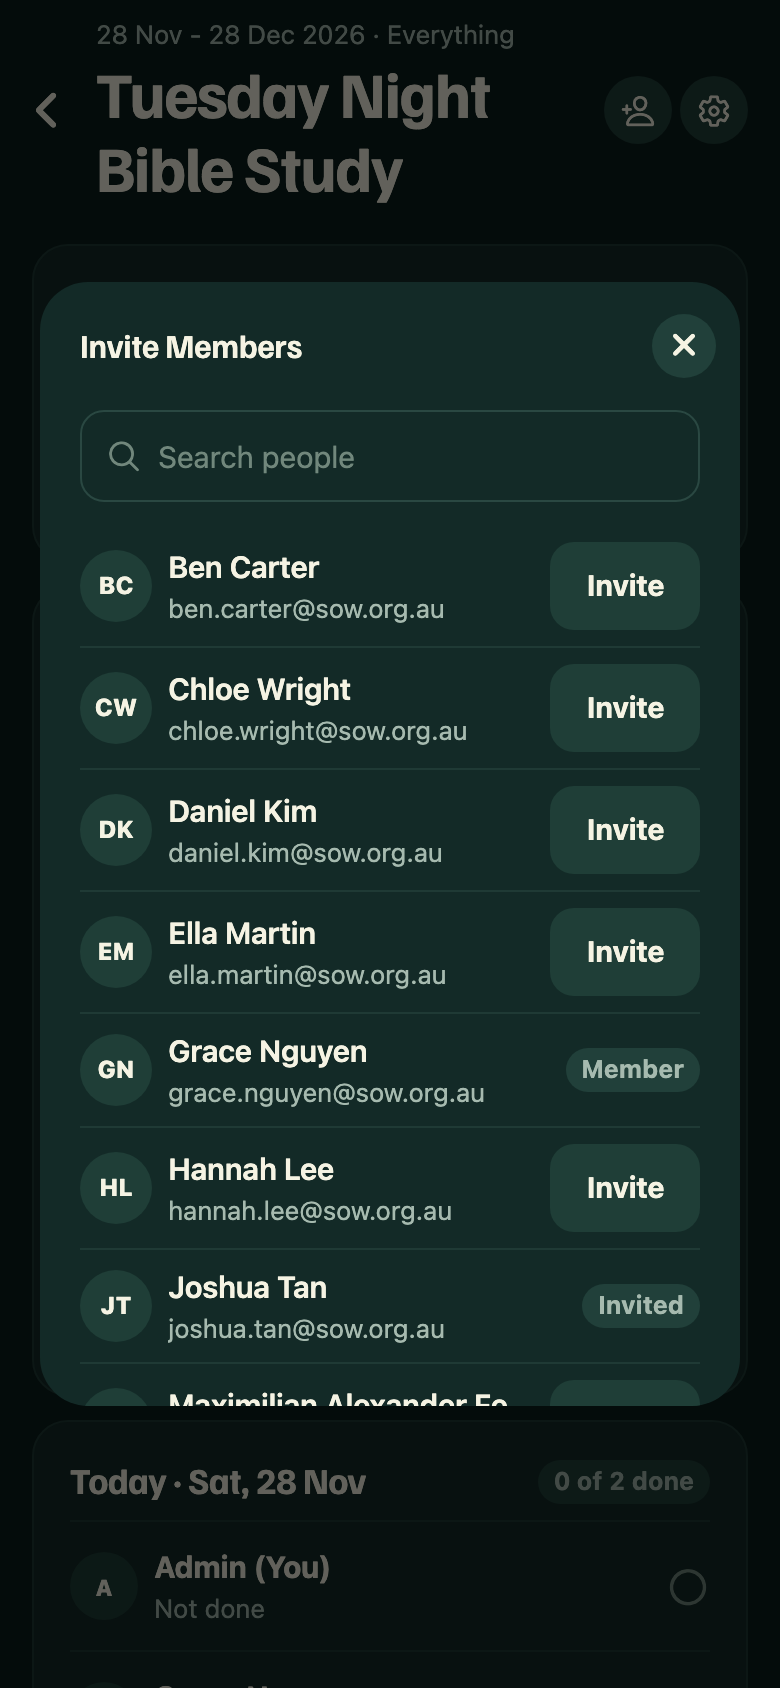 28 Nov - 28 Dec 2026 · Everything
Tuesday Night
Bible Study
Invite Members
Search people
BC
Ben Carter
ben.carter@sow.org.au
Invite
CW
Chloe Wright
chloe.wright@sow.org.au
Invite
DK
Daniel Kim
daniel.kim@sow.org.au
Invite
EM
Ella Martin
ella.martin@sow.org.au
Invite
GN
Grace Nguyen
grace.nguyen@sow.org.au
Member
HL
Hannah Lee
hannah.lee@sow.org.au
Invite
JT
Joshua Tan
joshua.tan@sow.org.au
Invited
Maximilian Alexander
Today · Sat, 28 Nov
0 of 2 done
A
Admin (You)
Not done